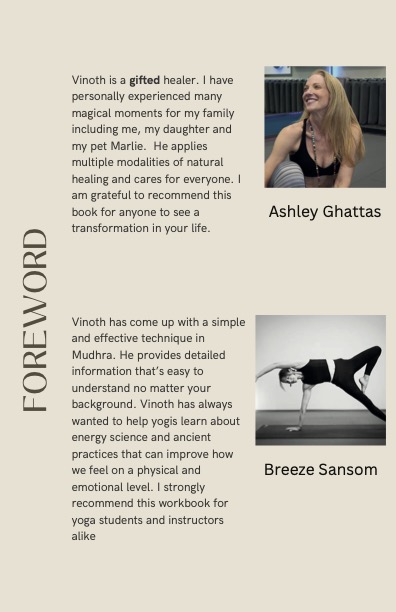 FOREWORD
Vinoth is a gifted healer. I have
personally experienced many
magical moments for my family
including me, my daughter and
my pet Marlie.  He applies
multiple modalities of natural
healing and cares for everyone. I
am grateful to recommend this
book for anyone to see a
transformation in your life.
Ashley Ghattas
Vinoth has come up with a simple
and effective technique in
Mudhra. He provides detailed
information that's easy to
understand no matter your
background. Vinoth has always
wanted to help yogis learn about
energy science and ancient
practices that can improve how
we feel on a physical and
emotional level. I strongly
recommend this workbook for
yoga students and instructors
alike
Breeze Sansom